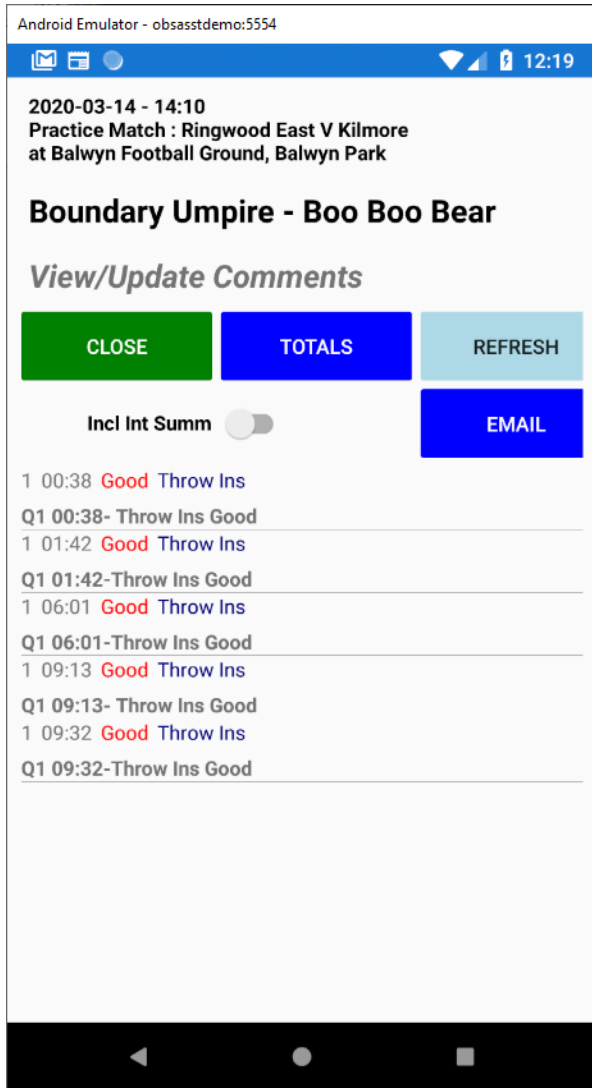 Android Emulator - obsasstdemo:5554
12:19
2020-03-14 - 14:10
Practice Match : Ringwood East V Kilmore
at Balwyn Football Ground, Balwyn Park
Boundary Umpire - Boo Boo Bear
View/Update Comments
CLOSE TOTALS REFRESH
Incl Int Summ EMAIL
1 00:38 Good Throw Ins
Q1 00:38- Throw Ins Good
1 01:42 Good Throw Ins
Q1 01:42-Throw Ins Good
1 06:01 Good Throw Ins
Q1 06:01-Throw Ins Good
1 09:13 Good Throw Ins
Q1 09:13- Throw Ins Good
1 09:32 Good Throw Ins
Q1 09:32-Throw Ins Good